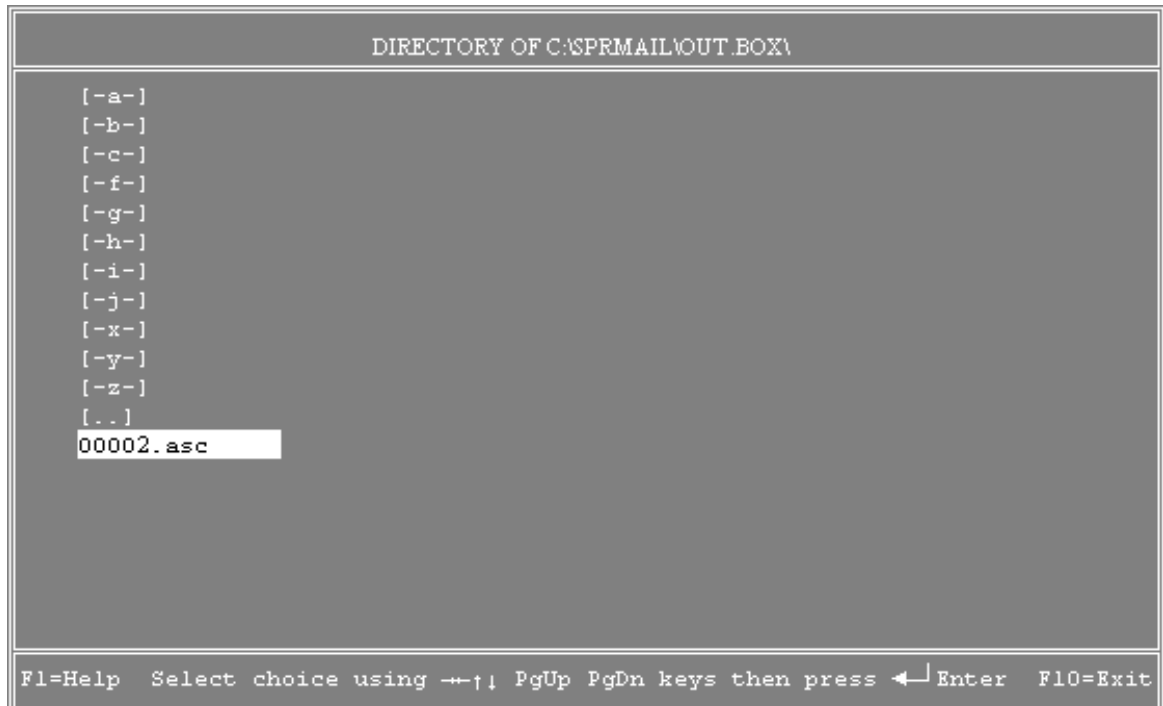 DIRECTORY OF C:\SPRMAIL\OUT.BOX\
[-a-]
[-b-]
[-c-]
[-f-]
[-g-]
[-h-]
[-i-]
[-j-]
[-x-]
[-y-]
[-z-]
[..]
00002.asc
F1=Help Select choice using →←↑↓ PgUp PgDn keys then press ◄┘Enter F10=Exit